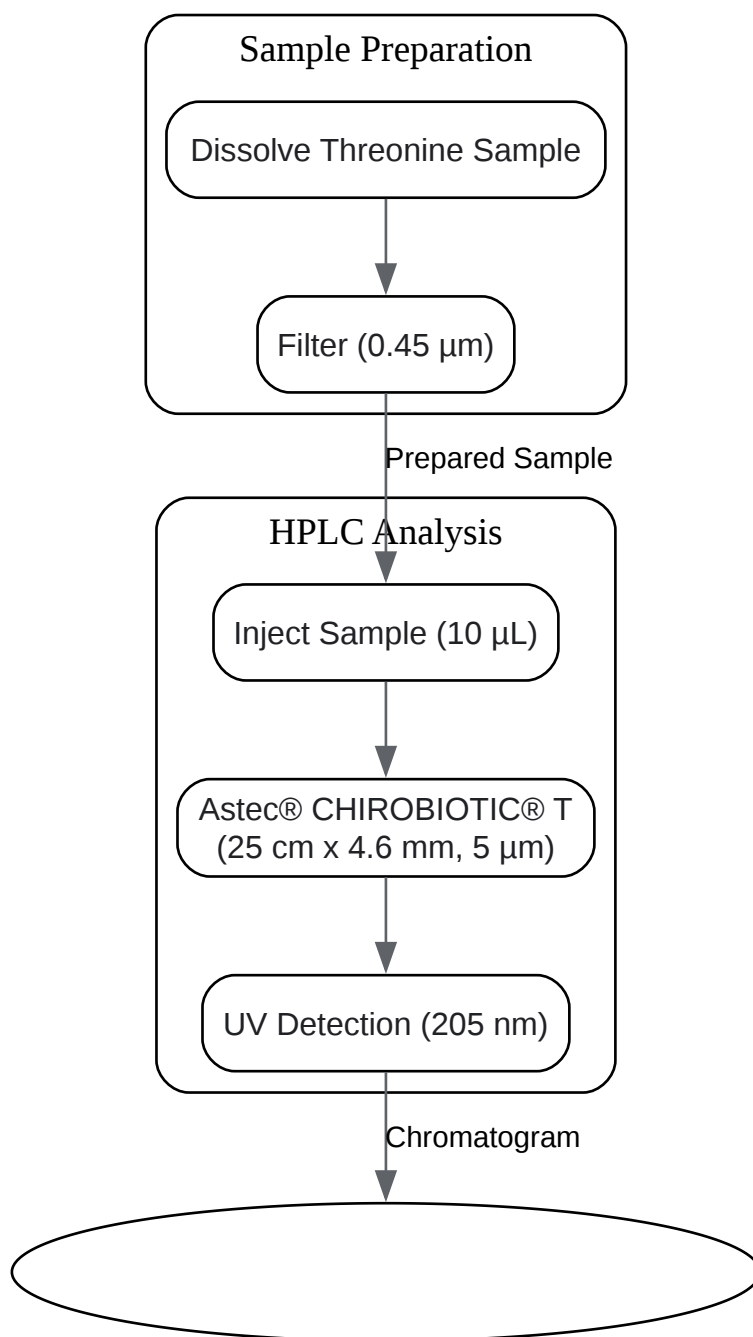 Sample Preparation
Dissolve Threonine Sample
Filter (0.45 µm)
Prepared Sample
HPLC Analysis
Inject Sample (10 µL)
Astec® CHIROBIOTIC® T
(25 cm x 4.6 mm, 5 µm)
UV Detection (205 nm)
Chromatogram